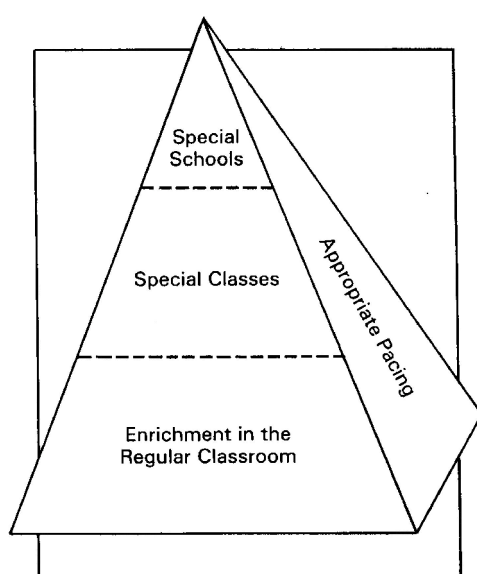 Special
Schools
Special Classes
Appropriate Pacing
Enrichment in the
Regular Classroom